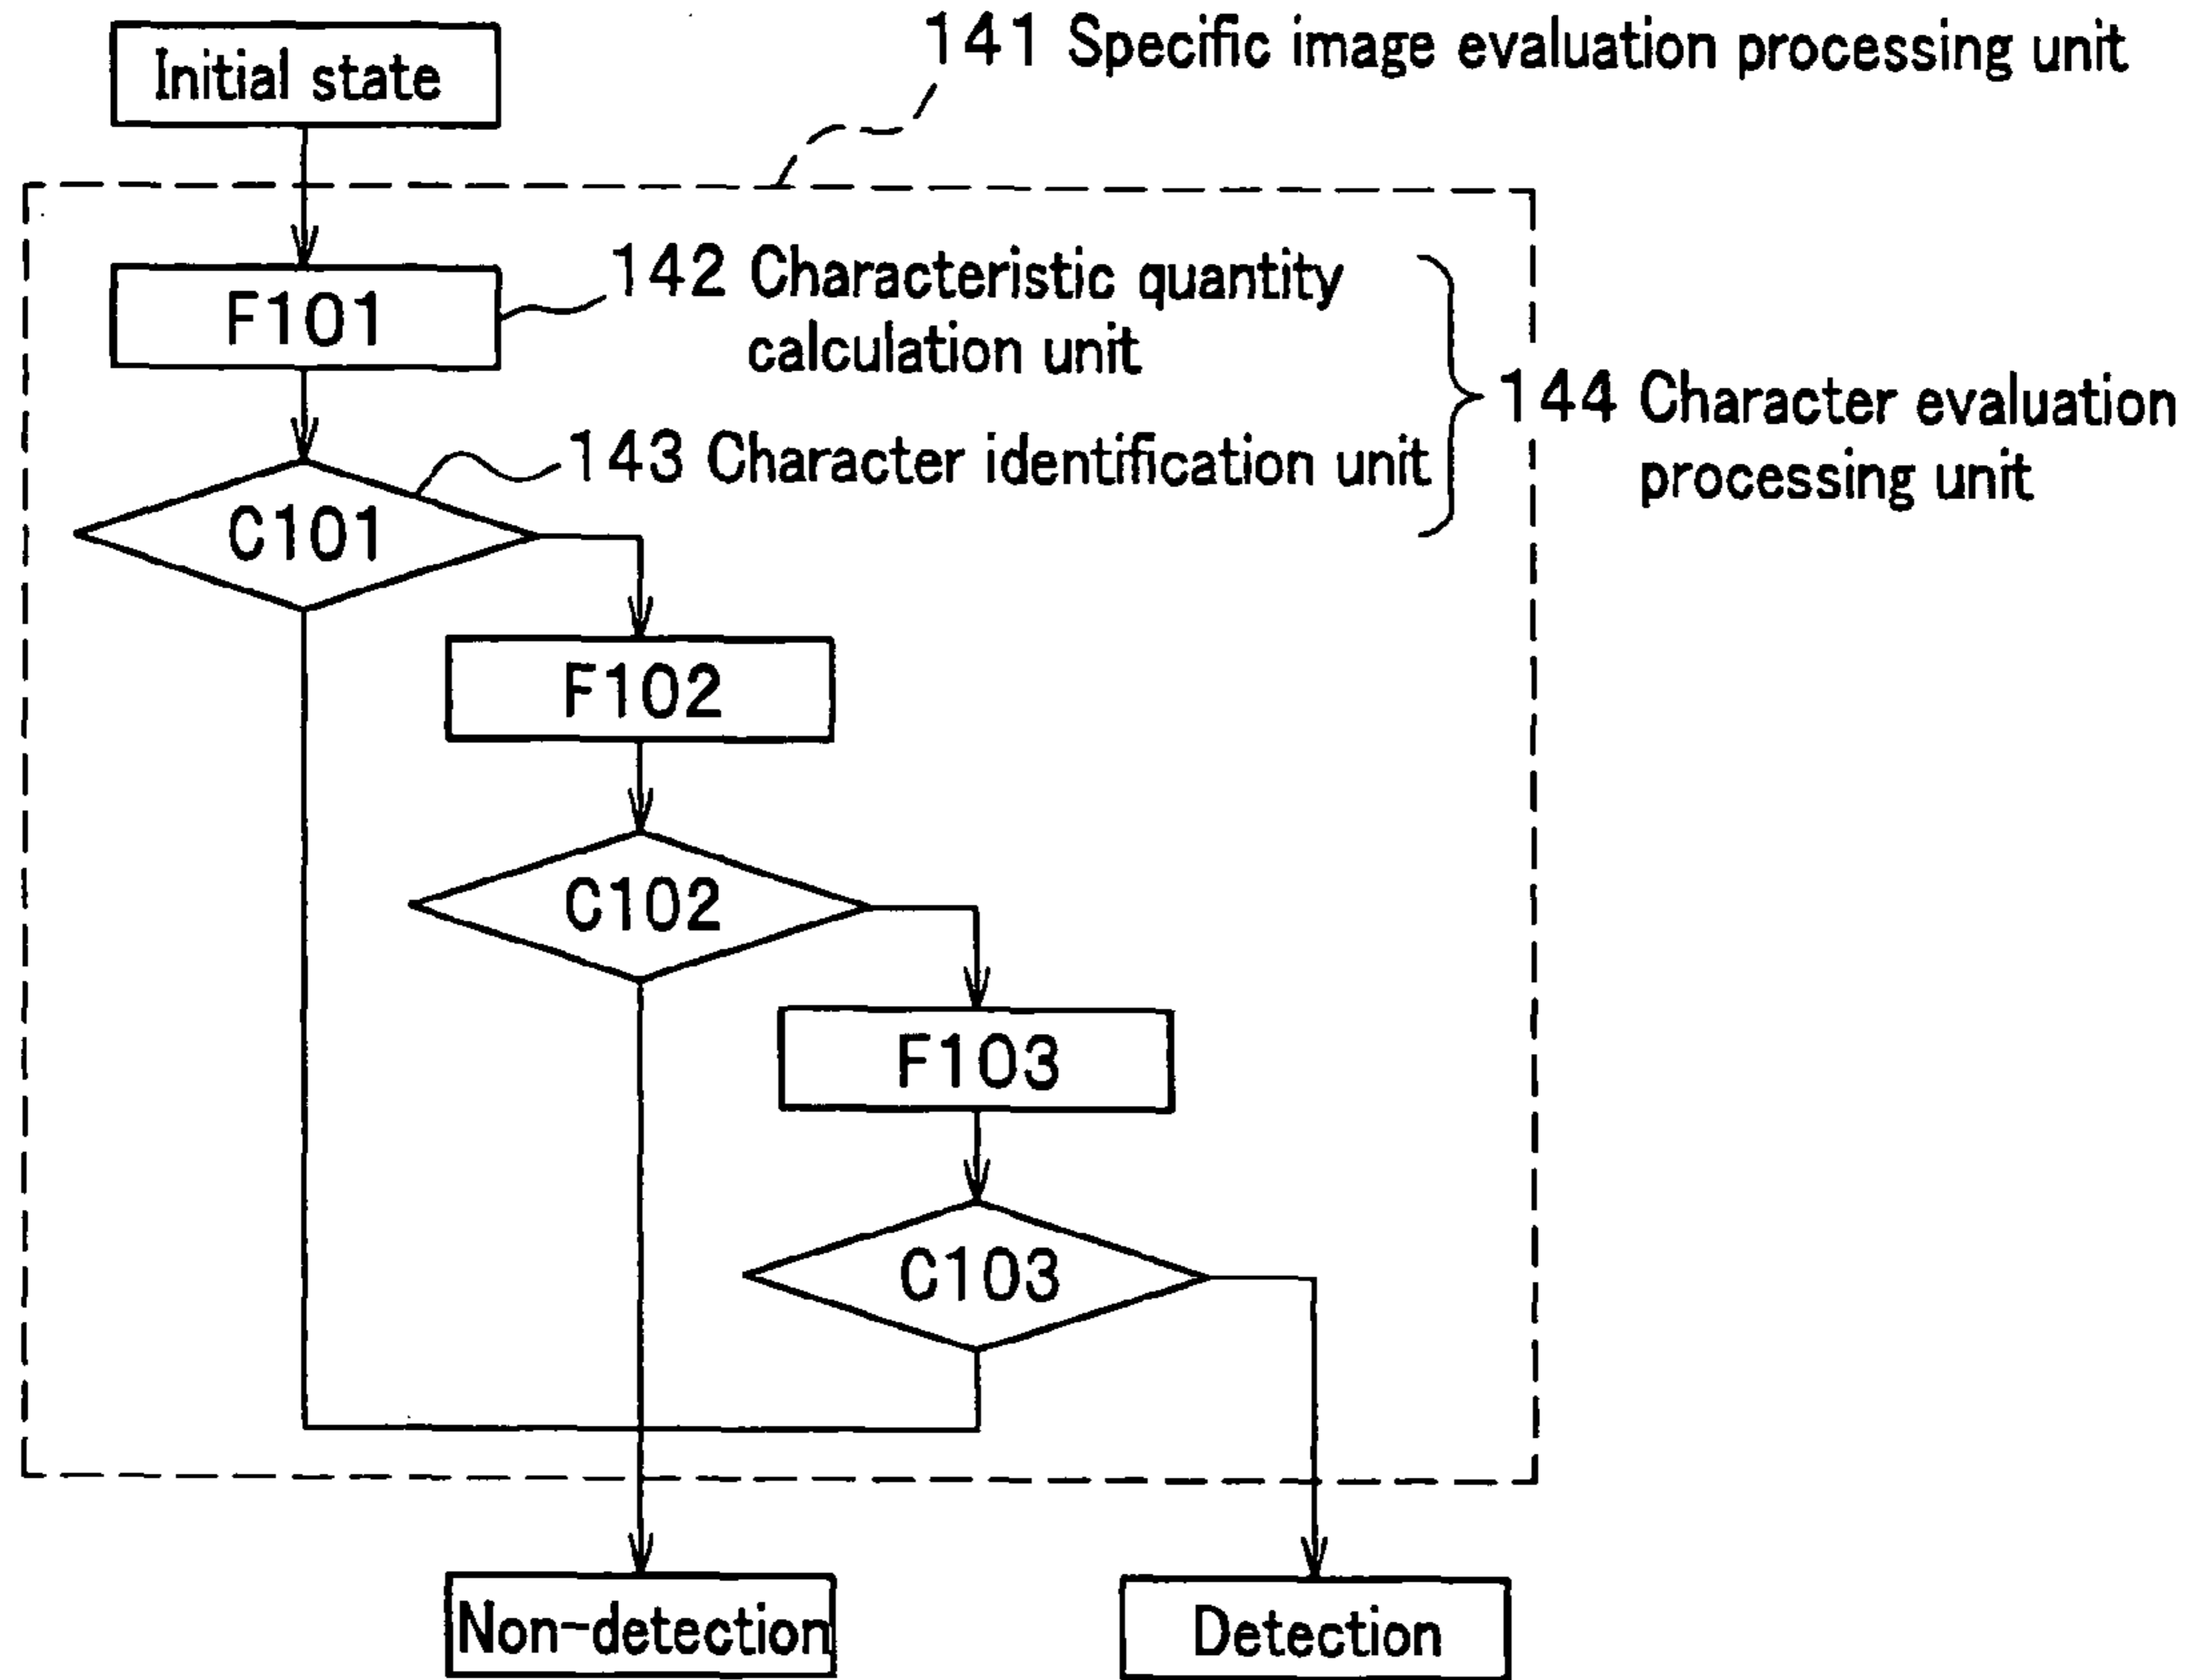 Initial state
141 Specific image evaluation processing unit
F101
142 Characteristic quantity
calculation unit
143 Character identification unit
144 Character evaluation
processing unit
C101
F102
C102
F103
C103
Non-detection
Detection